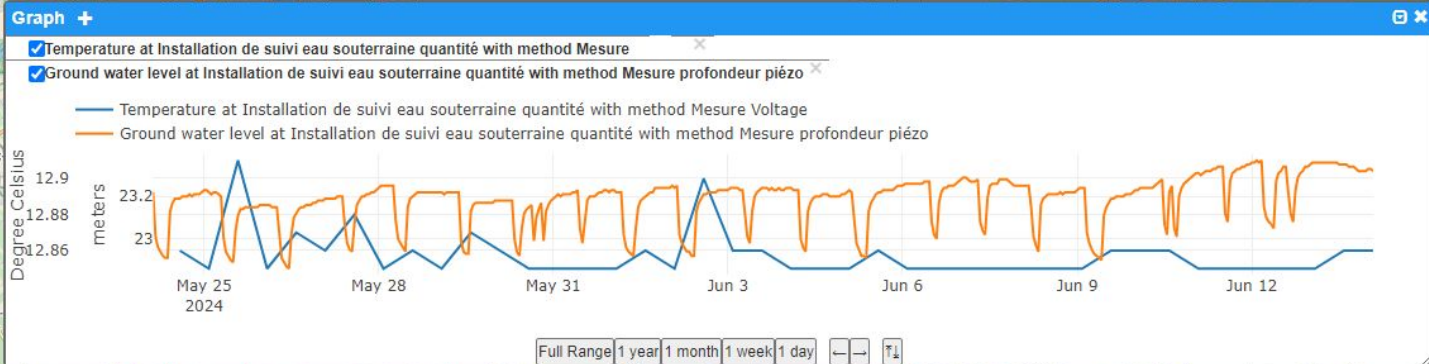 Graph +
Temperature at Installation de suivi eau souterraine quantité with method Mesure
Ground water level at Installation de suivi eau souterraine quantité with method Mesure profondeur piézo
Temperature at Installation de suivi eau souterraine quantité with method Mesure Voltage
Ground water level at Installation de suivi eau souterraine quantité with method Mesure profondeur piézo
Degree Celsius
12.9
12.88
12.86
meters
23.2
23
May 25 May 28 May 31 Jun 3 Jun 6 Jun 9 Jun 12
2024
Full Range 1 year 1 month 1 week 1 day ← →